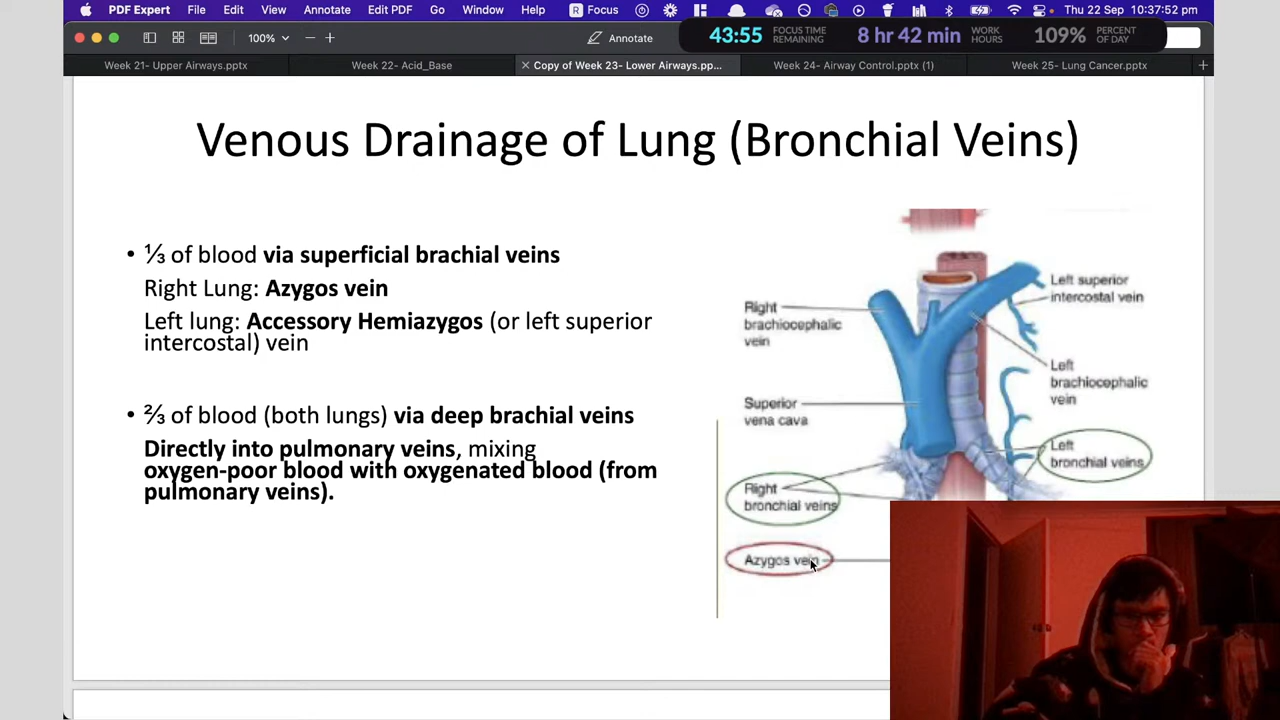 PDF Expert File Edit View Annotate Edit PDF Go Window Help R Focus Thu 22 Sep 10:37:52 pm
100% Annotate 43:55 FOCUS TIME REMAINING 8 hr 42 min WORK HOURS 109% PERCENT OF DAY
Week 21- Upper Airways.pptx Week 22- Acid_Base Copy of Week 23- Lower Airways.pp... Week 24- Airway Control.pptx (1) Week 25- Lung Cancer.pptx
Venous Drainage of Lung (Bronchial Veins)
• ⅓ of blood via superficial brachial veins
Right Lung: Azygos vein
Left lung: Accessory Hemiazygos (or left superior
intercostal) vein
• ⅔ of blood (both lungs) via deep brachial veins
Directly into pulmonary veins, mixing
oxygen-poor blood with oxygenated blood (from
pulmonary veins).
Left superior
intercostal vein
Right
brachiocephalic
vein
Left
brachiocephalic
vein
Superior
vena cava
Left
bronchial veins
Right
bronchial veins
Azygos vein